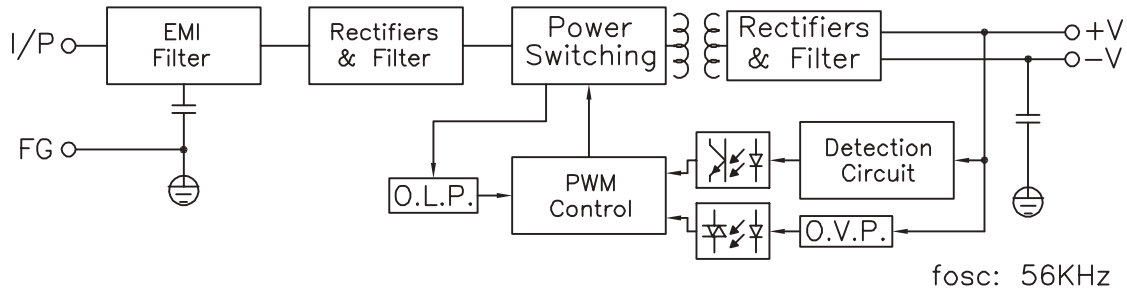 I/P
EMI
Filter
Rectifiers
& Filter
Power
Switching
Rectifiers
& Filter
+V
-V
FG
O.L.P.
PWM
Control
Detection
Circuit
O.V.P.
fosc: 56KHz